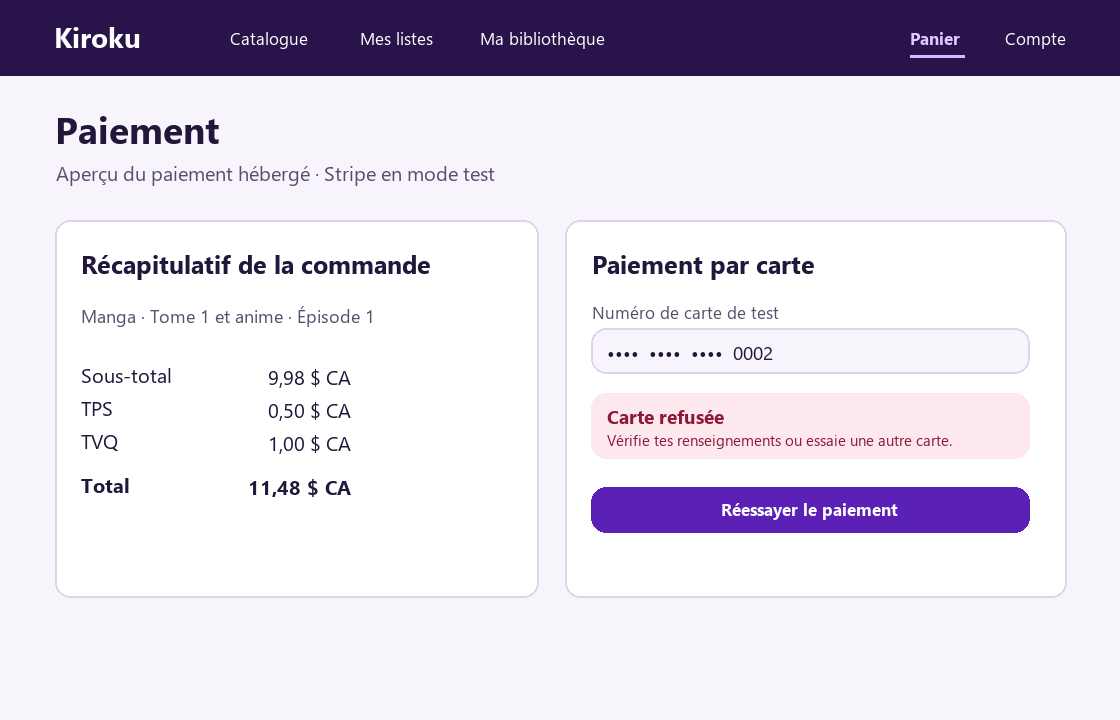 Kiroku
Catalogue
Mes listes
Ma bibliothèque
Panier
Compte
Paiement
Aperçu du paiement hébergé · Stripe en mode test
Récapitulatif de la commande
Manga · Tome 1 et anime · Épisode 1
Sous-total 9,98 $ CA
TPS 0,50 $ CA
TVQ 1,00 $ CA
Total 11,48 $ CA
Paiement par carte
Numéro de carte de test
•••• •••• •••• 0002
Carte refusée
Vérifie tes renseignements ou essaie une autre carte.
Réessayer le paiement